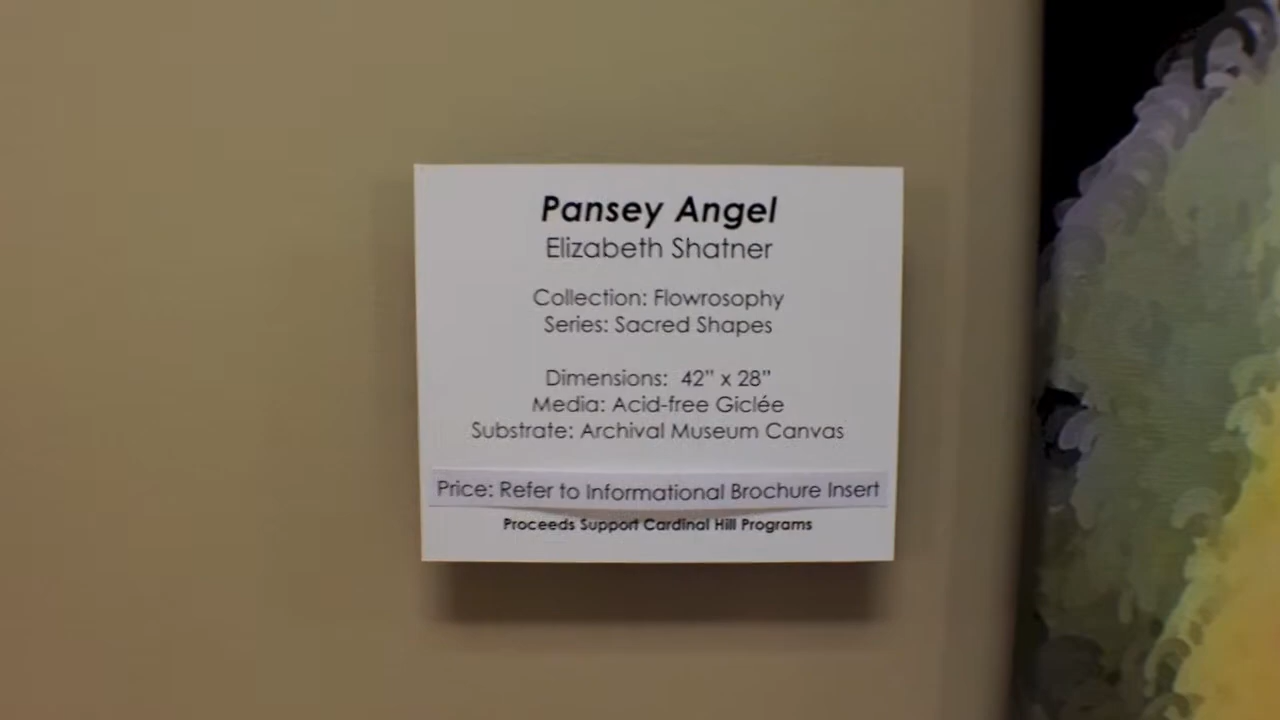 Pansey Angel
Elizabeth Shatner
Collection: Flowrosophy
Series: Sacred Shapes
Dimensions: 42" x 28"
Media: Acid-free Giclée
Substrate: Archival Museum Canvas
Price: Refer to Informational Brochure Insert
Proceeds Support Cardinal Hill Programs